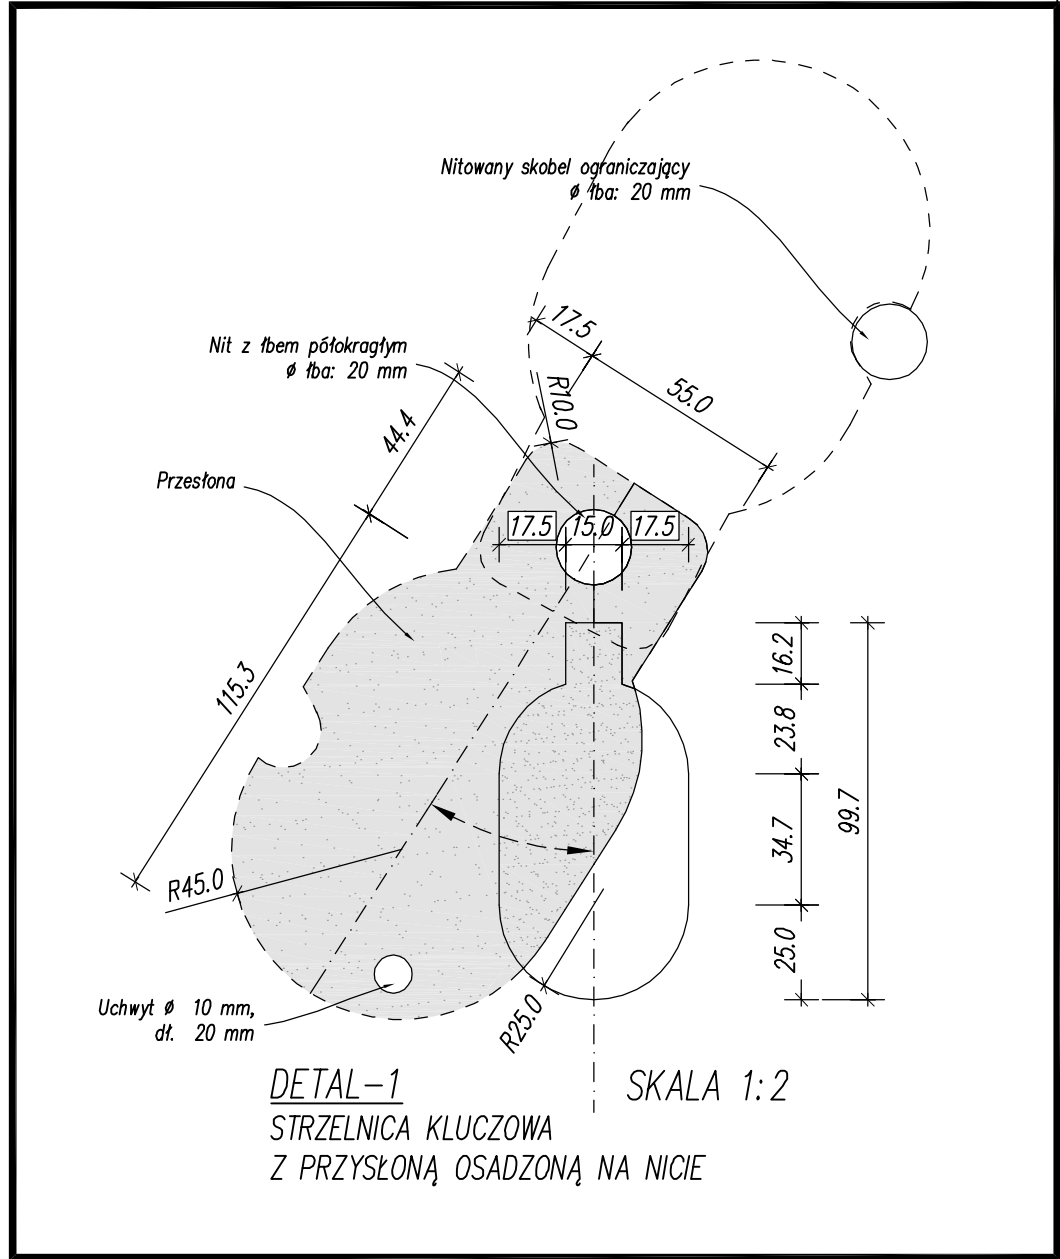 Nitowany skobel ograniczający
ø łba: 20 mm
17.5
55.0
R10.0
Nit z łbem półokragłym
ø łba: 20 mm
44.4
Przesłona
17.5 15.0 17.5
115.3
16.2
23.8
34.7
25.0
99.7
R45.0
R25.0
Uchwyt ø 10 mm,
dł. 20 mm
DETAL-1 SKALA 1:2
STRZELNICA KLUCZOWA
Z PRZYSŁONĄ OSADZONĄ NA NICIE